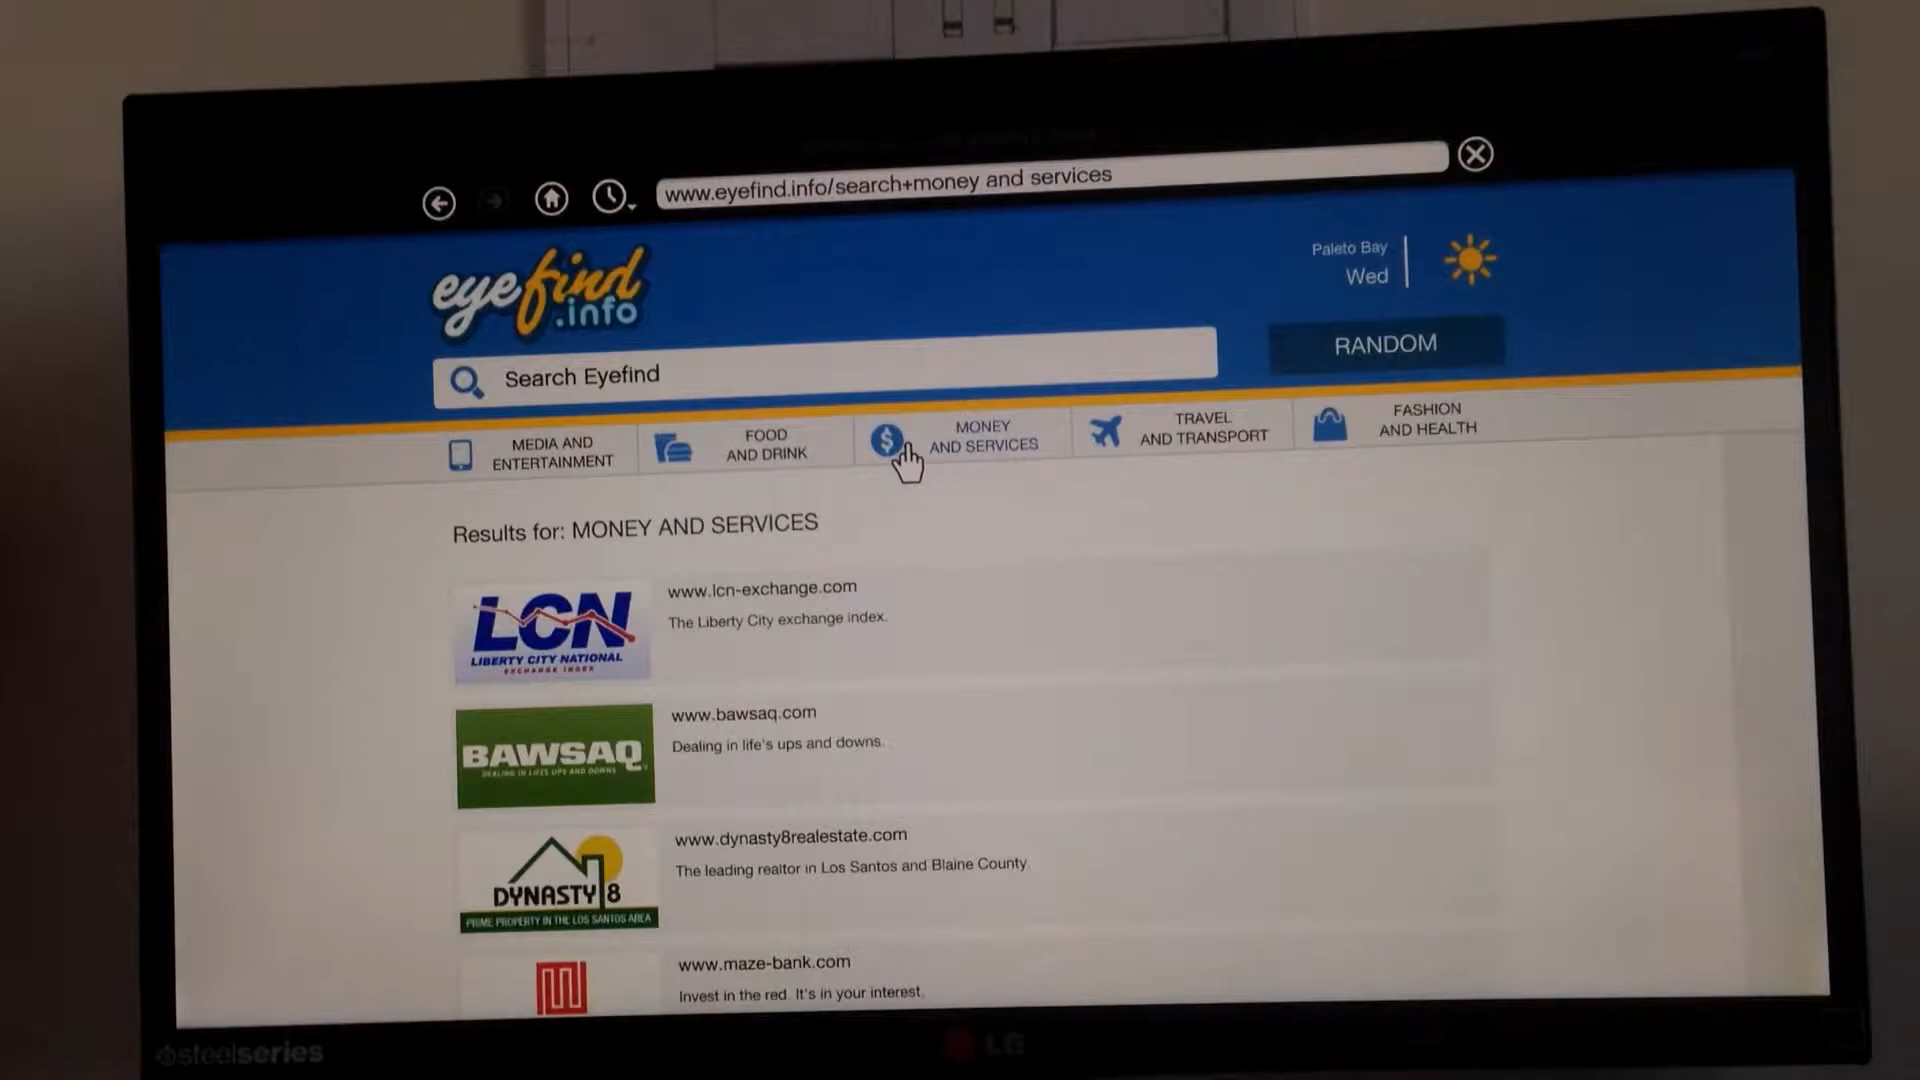 www.eyefind.info/search+money and services
eyefind
.info
Paleto Bay
Wed
Search Eyefind
RANDOM
MEDIA AND
ENTERTAINMENT
FOOD
AND DRINK
MONEY
AND SERVICES
TRAVEL
AND TRANSPORT
FASHION
AND HEALTH
Results for: MONEY AND SERVICES
LCN
LIBERTY CITY NATIONAL
EXCHANGE INDEX
www.lcn-exchange.com
The Liberty City exchange index.
BAWSAQ
DEALING IN LIFES UPS AND DOWNS
www.bawsaq.com
Dealing in life's ups and downs.
DYNASTY 8
PRIME PROPERTY IN THE LOS SANTOS AREA
www.dynasty8realestate.com
The leading realtor in Los Santos and Blaine County.
www.maze-bank.com
Invest in the red. It's in your interest.
steelseries
LG